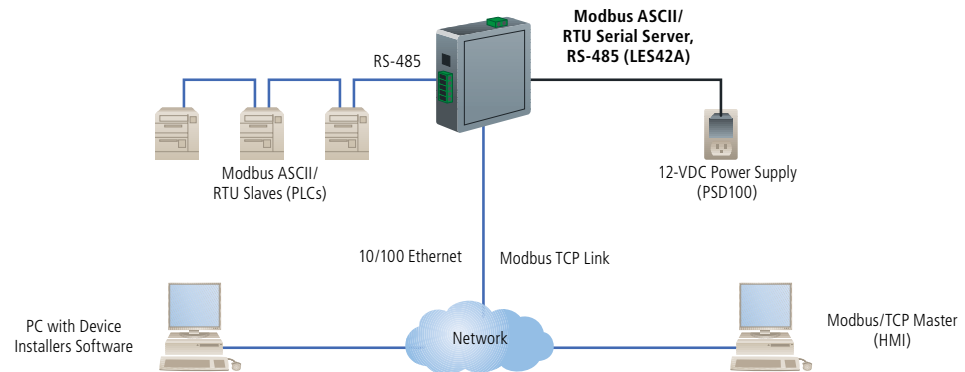 Modbus ASCII/
RTU Serial Server,
RS-485 (LES42A)
RS-485
Modbus ASCII/
RTU Slaves (PLCs)
12-VDC Power Supply
(PSD100)
10/100 Ethernet
Modbus TCP Link
PC with Device
Installers Software
Network
Modbus/TCP Master
(HMI)